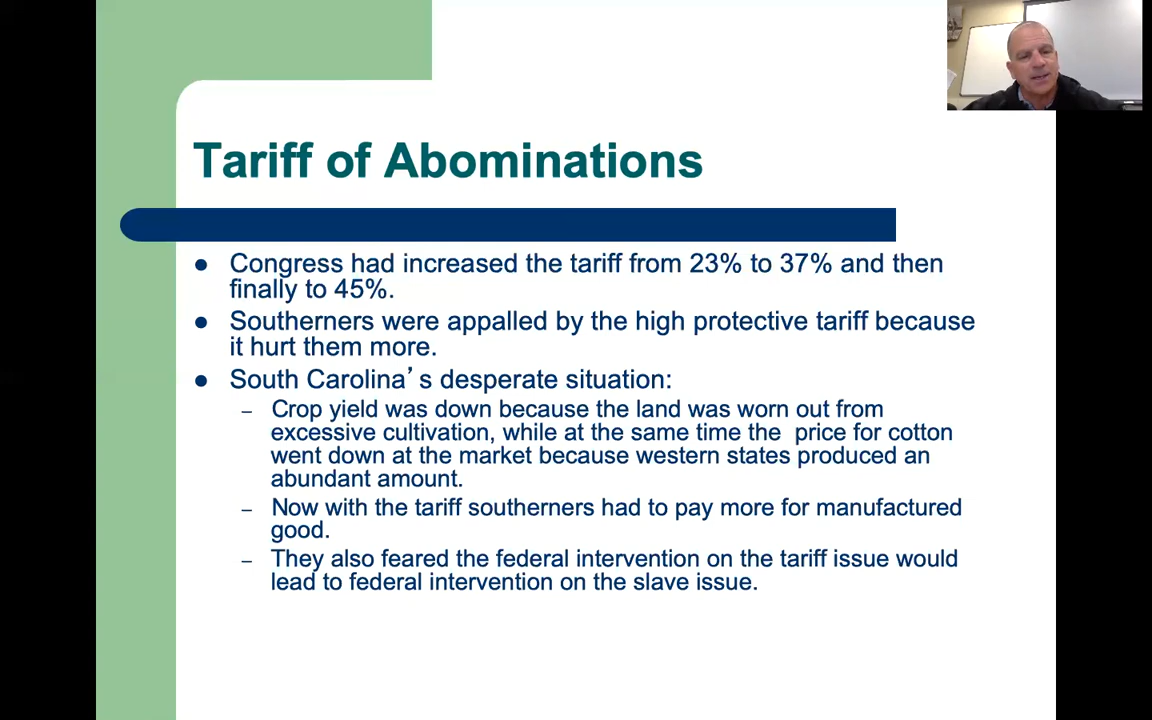 Tariff of Abominations
● Congress had increased the tariff from 23% to 37% and then
finally to 45%.
● Southerners were appalled by the high protective tariff because
it hurt them more.
● South Carolina’s desperate situation:
– Crop yield was down because the land was worn out from
excessive cultivation, while at the same time the  price for cotton
went down at the market because western states produced an
abundant amount.
– Now with the tariff southerners had to pay more for manufactured
good.
– They also feared the federal intervention on the tariff issue would
lead to federal intervention on the slave issue.